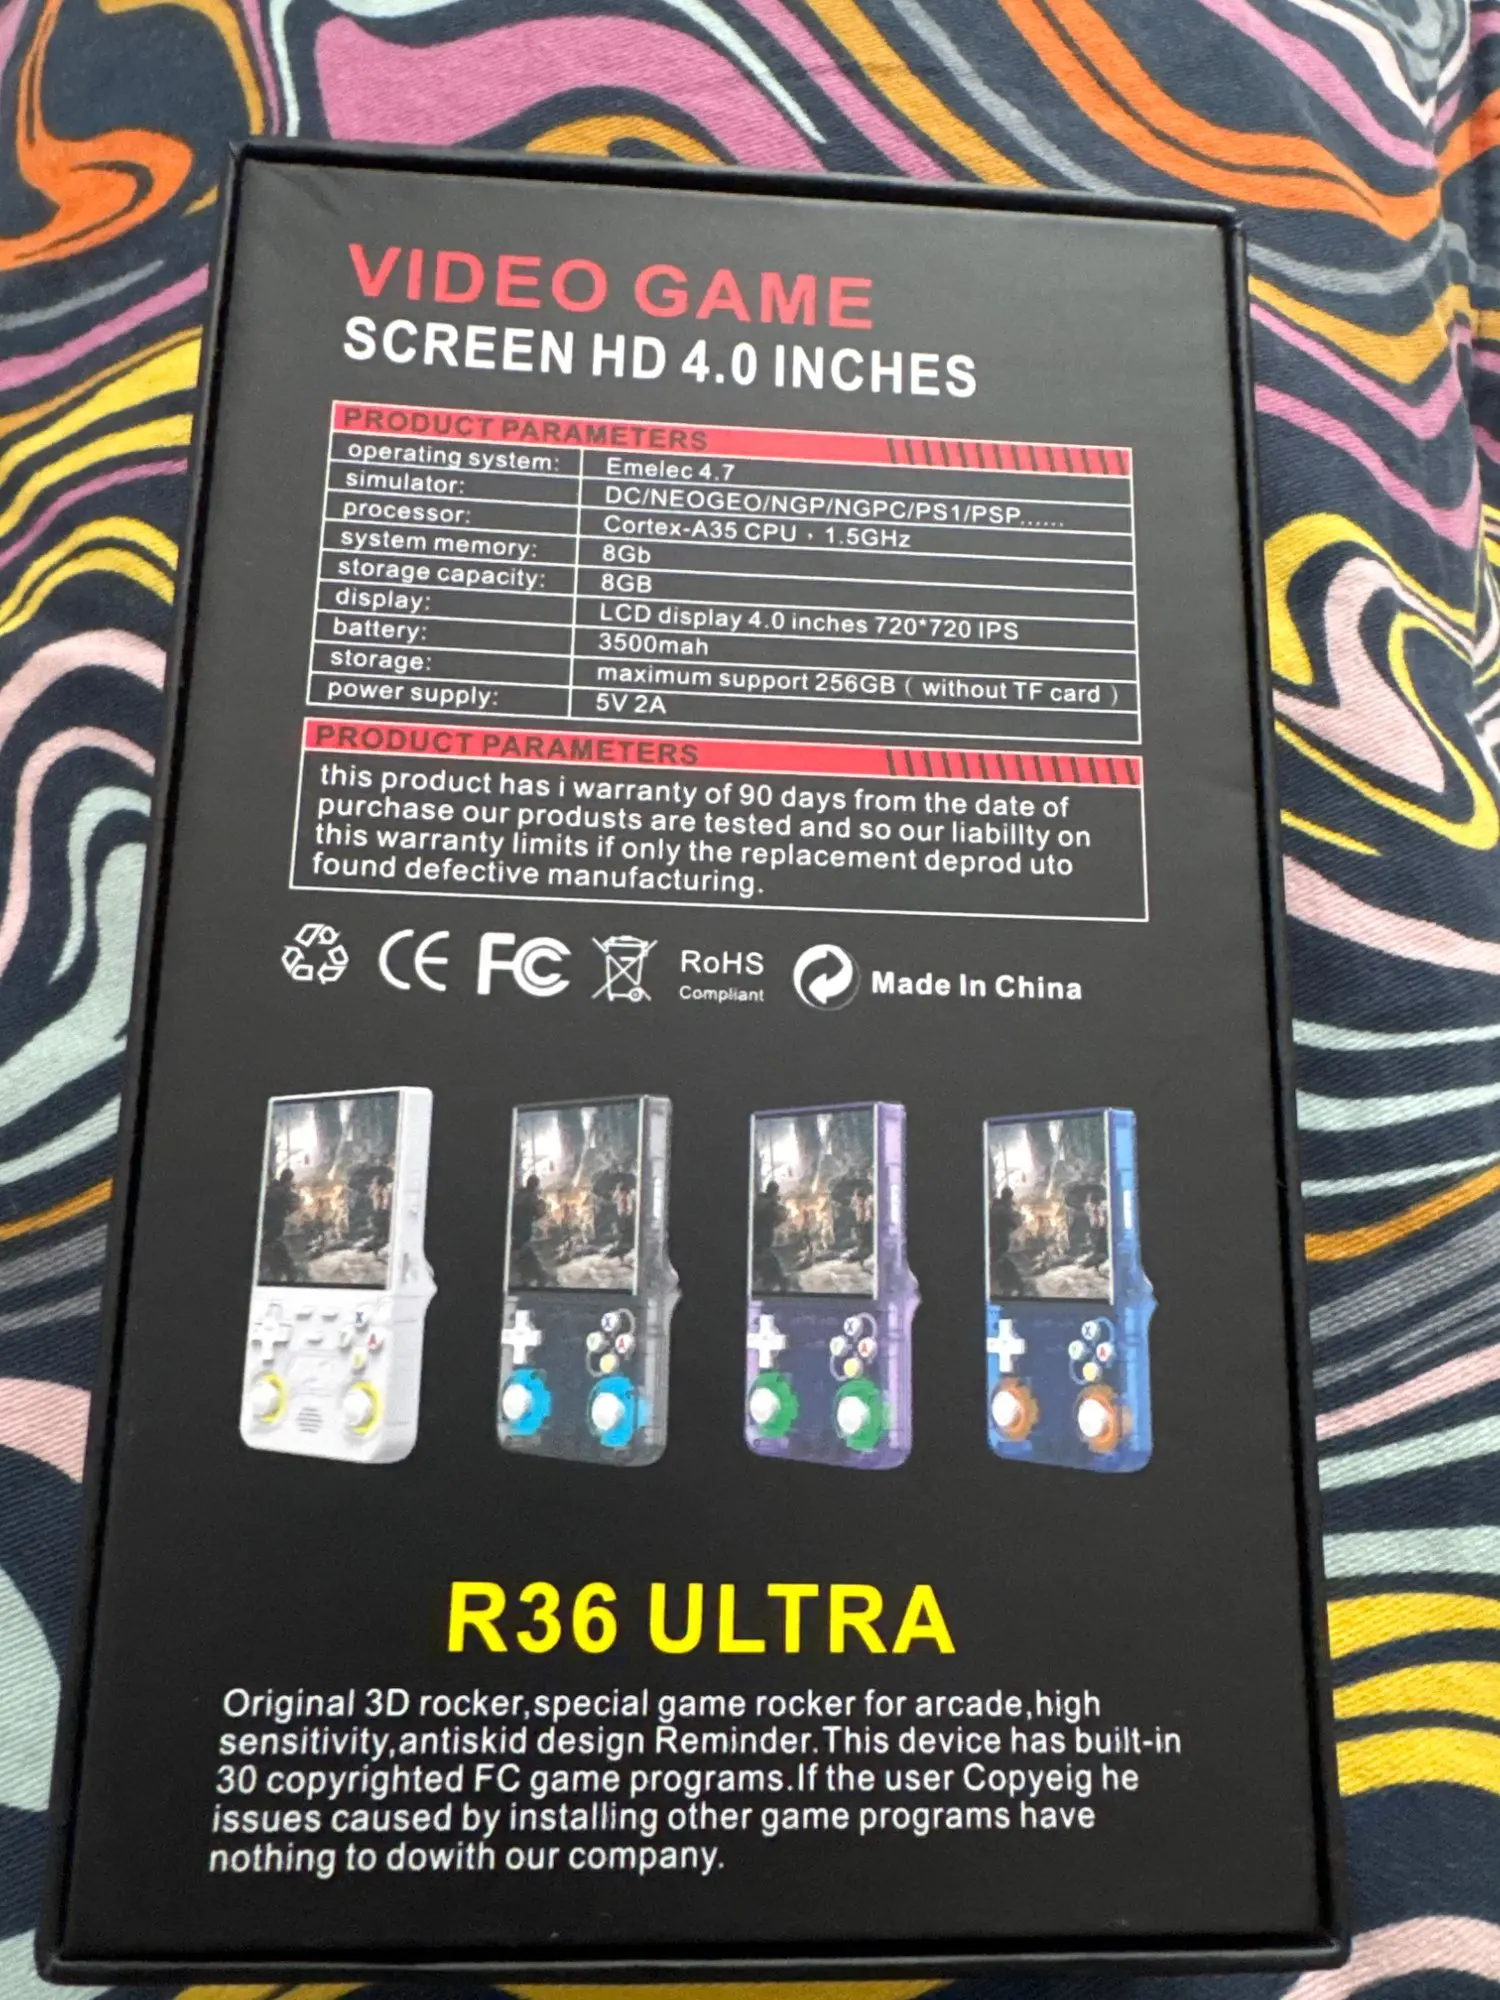 VIDEO GAME
SCREEN HD 4.0 INCHES
PRODUCT PARAMETERS
operating system: Emelec 4.7
simulator: DC/NEOGEO/NGP/NGPC/PS1/PSP......
processor: Cortex-A35 CPU，1.5GHz
system memory: 8Gb
storage capacity: 8GB
display: LCD display 4.0 inches 720*720 IPS
battery: 3500mah
storage: maximum support 256GB（without TF card）
power supply: 5V 2A
PRODUCT PARAMETERS
this product has i warranty of 90 days from the date of
purchase our produsts are tested and so our liabillty on
this warranty limits if only the replacement deprod uto
found defective manufacturing.
CE FC RoHS Made In China
Compliant
R36 ULTRA
Original 3D rocker,special game rocker for arcade,high
sensitivity,antiskid design Reminder.This device has built-in
30 copyrighted FC game programs.If the user Copyeig he
issues caused by installing other game programs have
nothing to dowith our company.